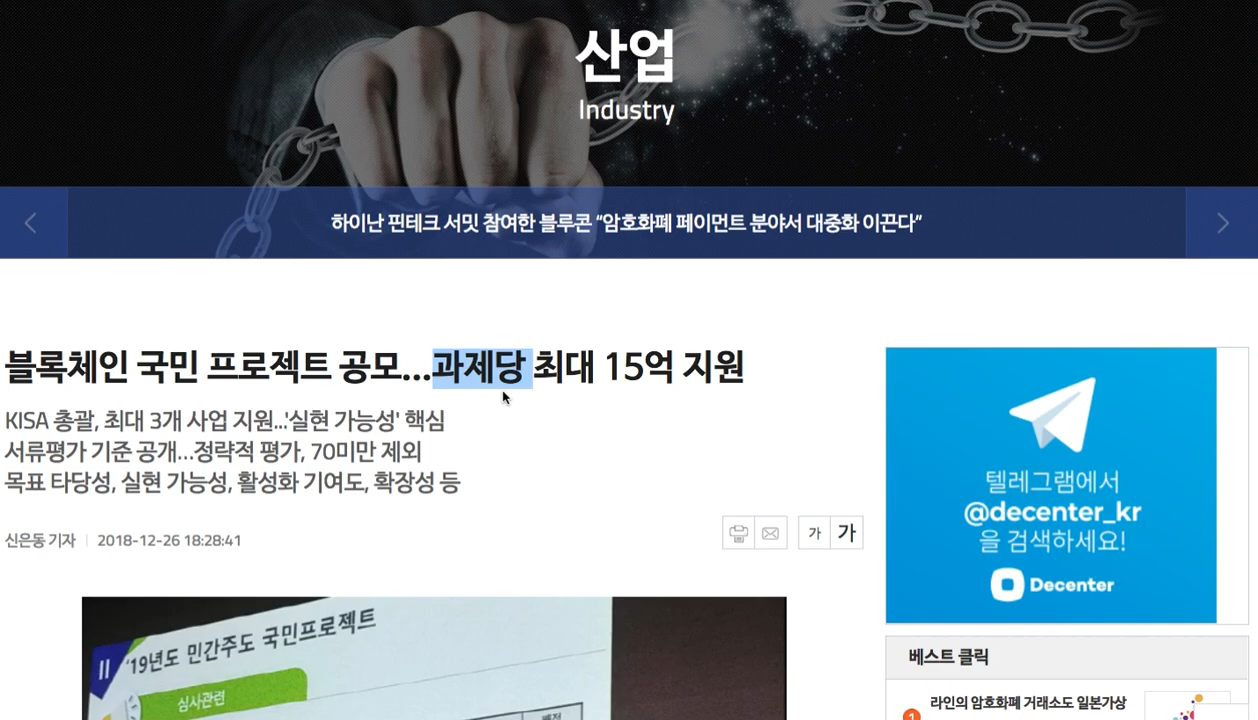 산업
Industry
하이난 핀테크 서밋 참여한 블루콘 “암호화폐 페이먼트 분야서 대중화 이끈다”
블록체인 국민 프로젝트 공모...과제당 최대 15억 지원
KISA 총괄, 최대 3개 사업 지원...'실현 가능성' 핵심
서류평가 기준 공개...정략적 평가, 70미만 제외
목표 타당성, 실현 가능성, 활성화 기여도, 확장성 등
신은동 기자 | 2018-12-26 18:28:41
가 가
텔레그램에서
@decenter_kr
을 검색하세요!
Decenter
II '19년도 민간주도 국민프로젝트
심사관련
배점
베스트 클릭
1 라인의 암호화폐 거래소도 일본가상